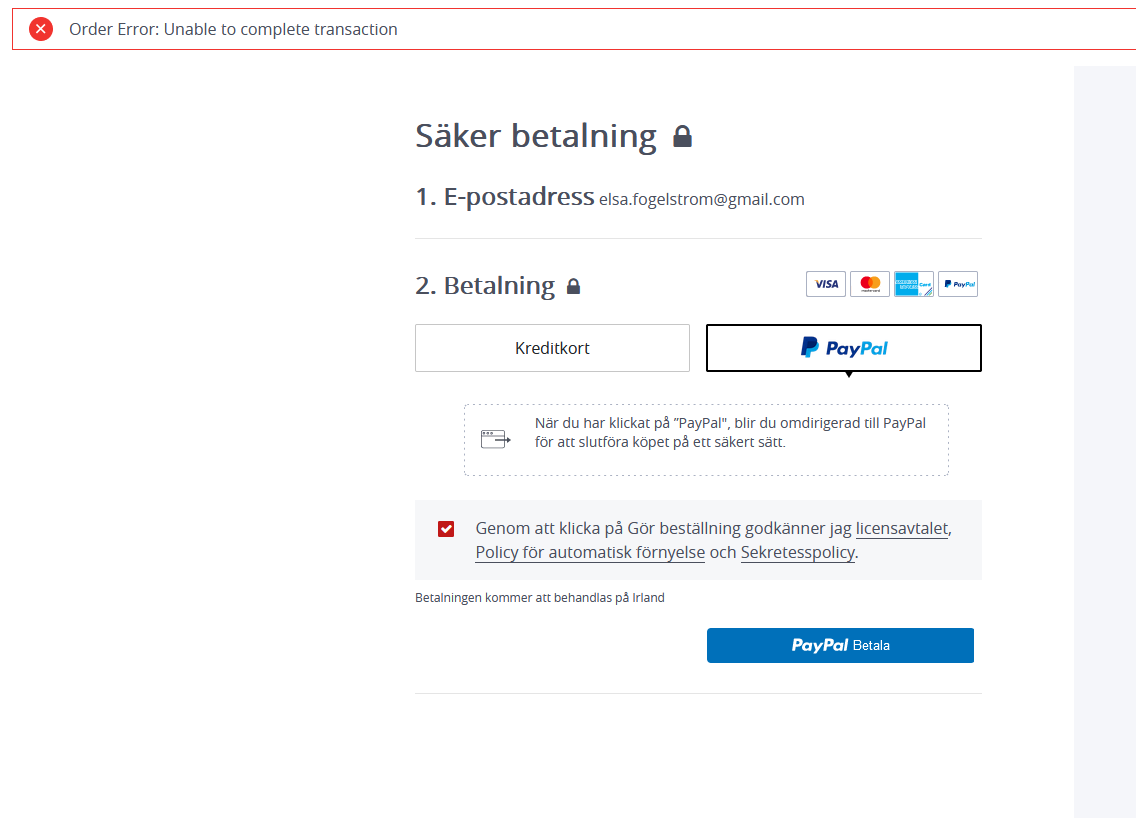 Order Error: Unable to complete transaction
Säker betalning
1. E-postadress elsa.fogelstrom@gmail.com
2. Betalning
VISA
mastercard
PayPal
Kreditkort
PayPal
När du har klickat på ”PayPal", blir du omdirigerad till PayPal
för att slutföra köpet på ett säkert sätt.
Genom att klicka på Gör beställning godkänner jag licensavtalet,
Policy för automatisk förnyelse och Sekretesspolicy.
Betalningen kommer att behandlas på Irland
PayPal Betala